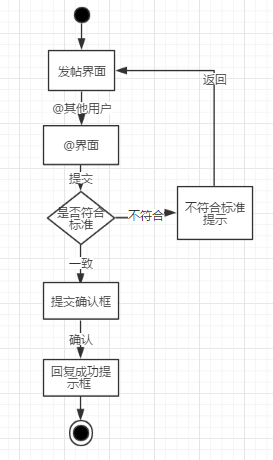 发帖界面
返回
@其他用户
@界面
提交
是否符合
标准
不符合
不符合标准
提示
一致
提交确认框
确认
回复成功提
示框